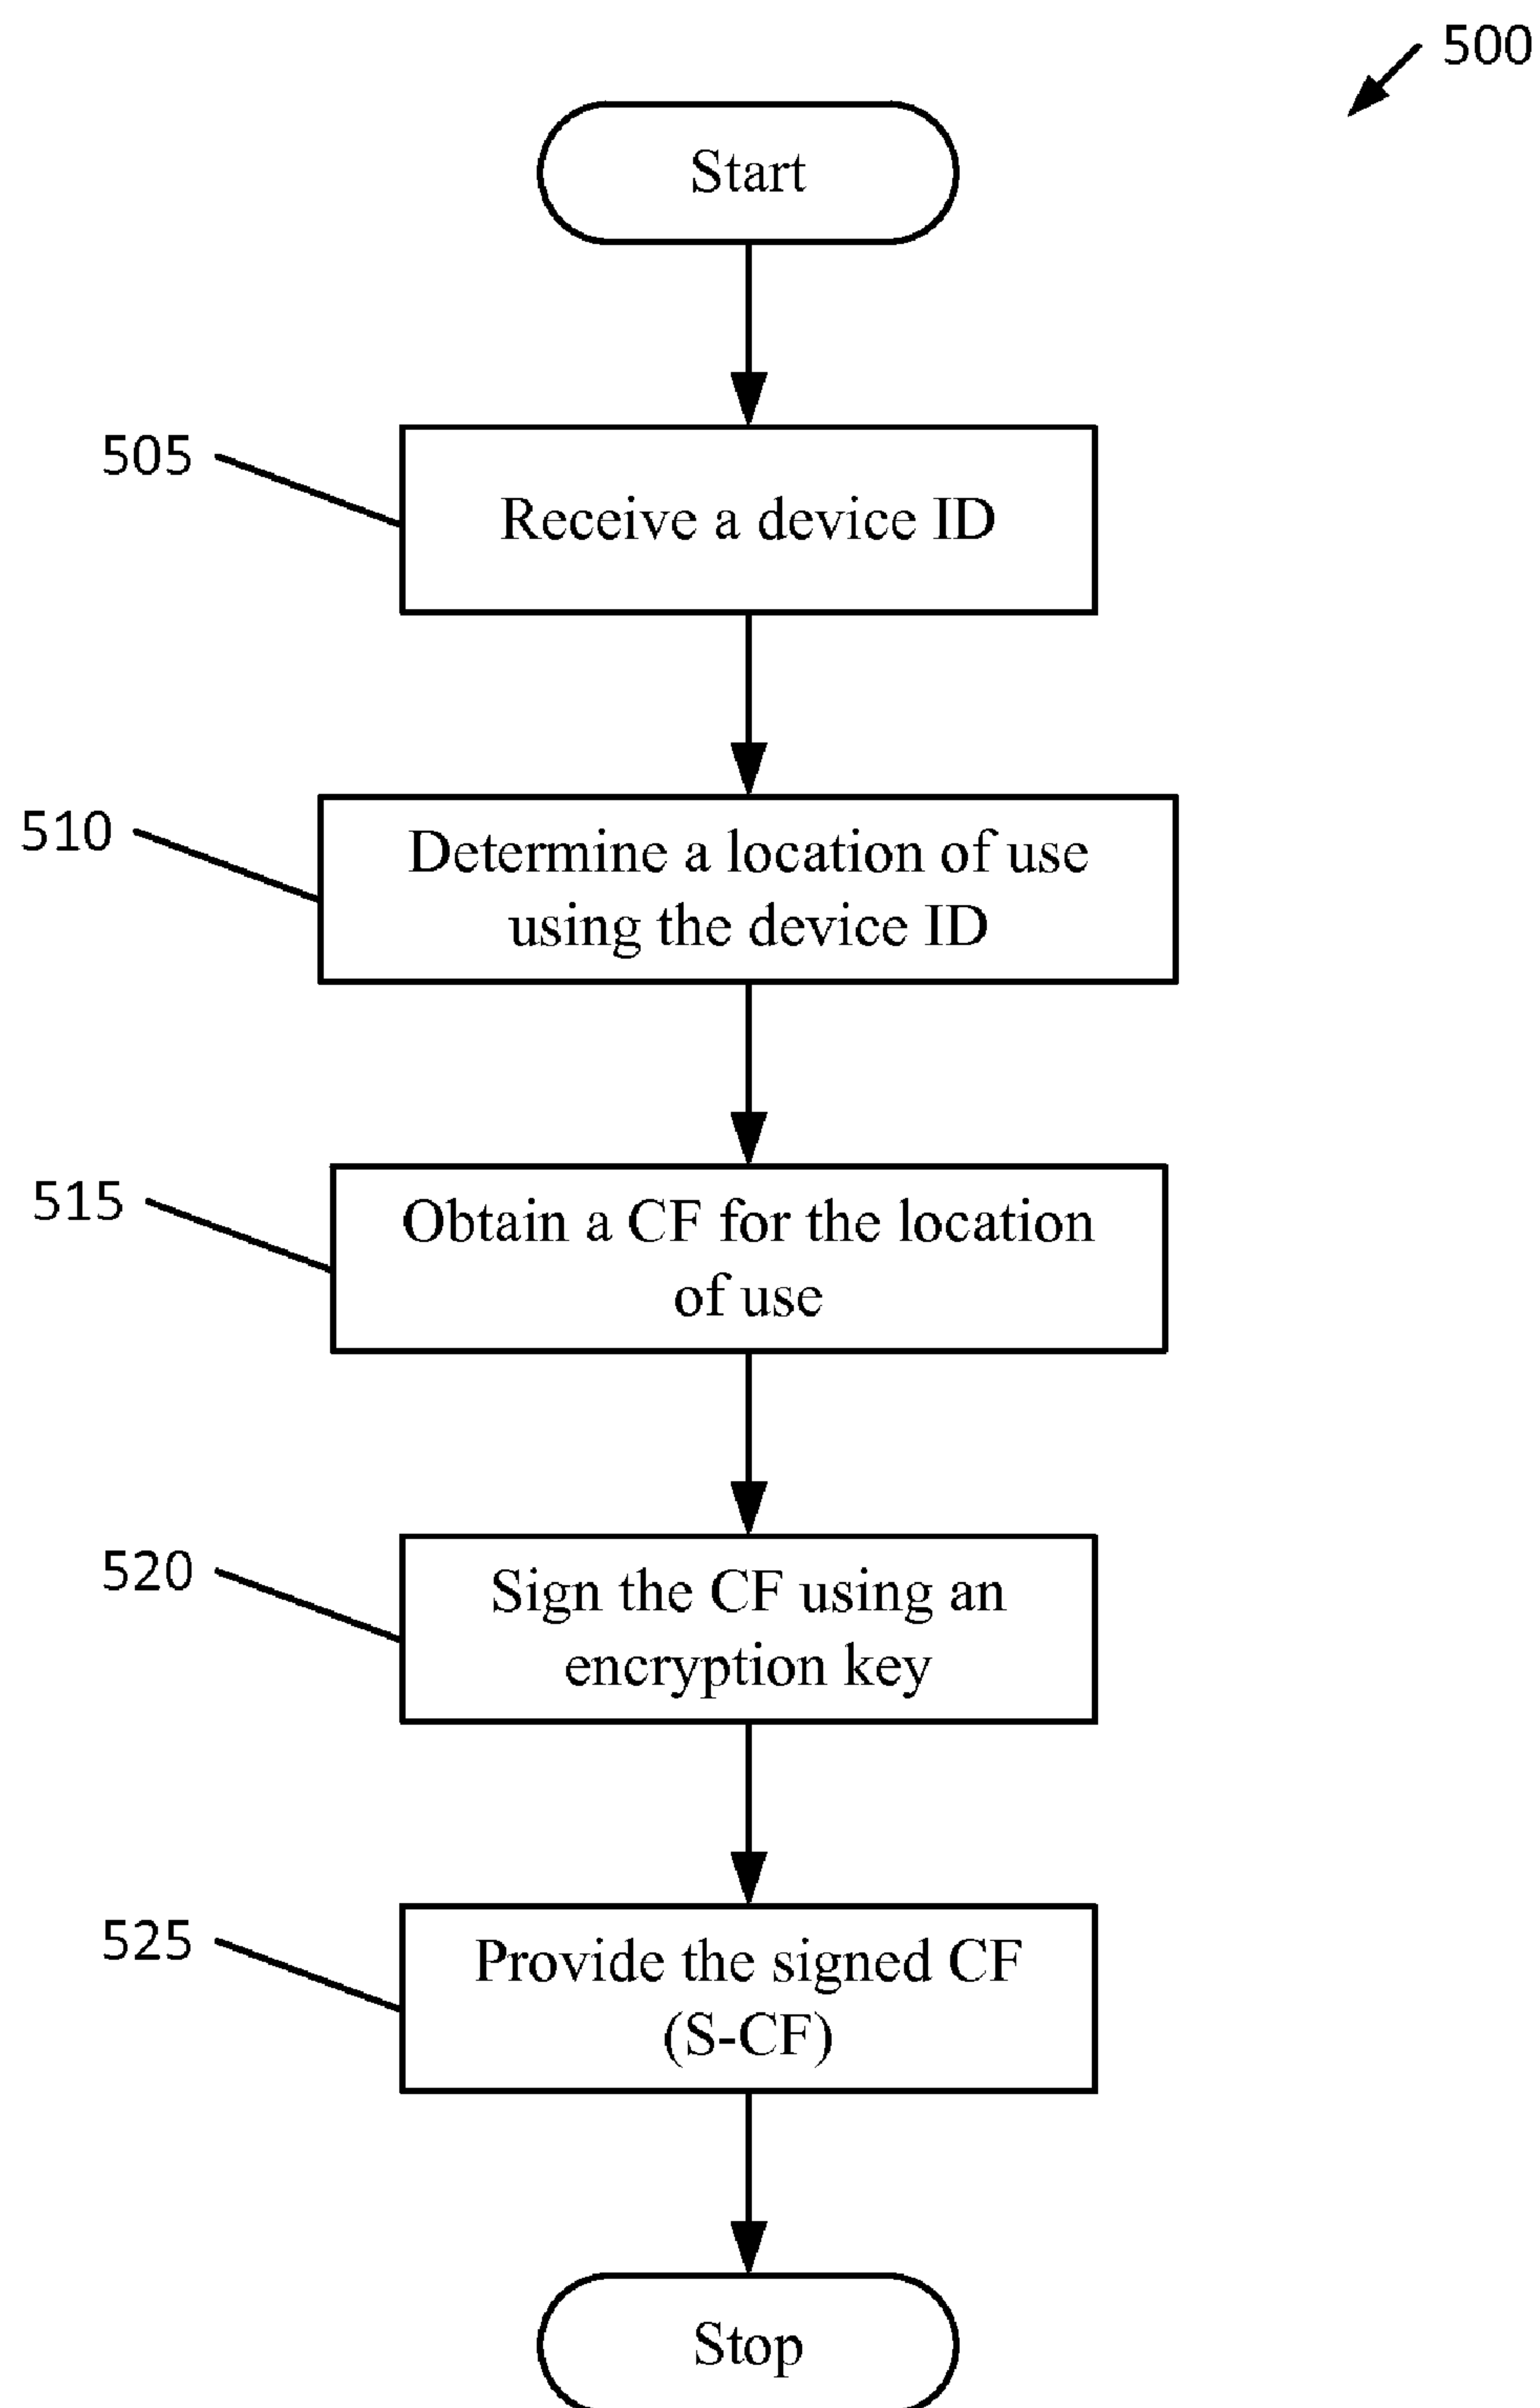 500
Start
505
Receive a device ID
510
Determine a location of use
using the device ID
515
Obtain a CF for the location
of use
520
Sign the CF using an
encryption key
525
Provide the signed CF
(S-CF)
Stop